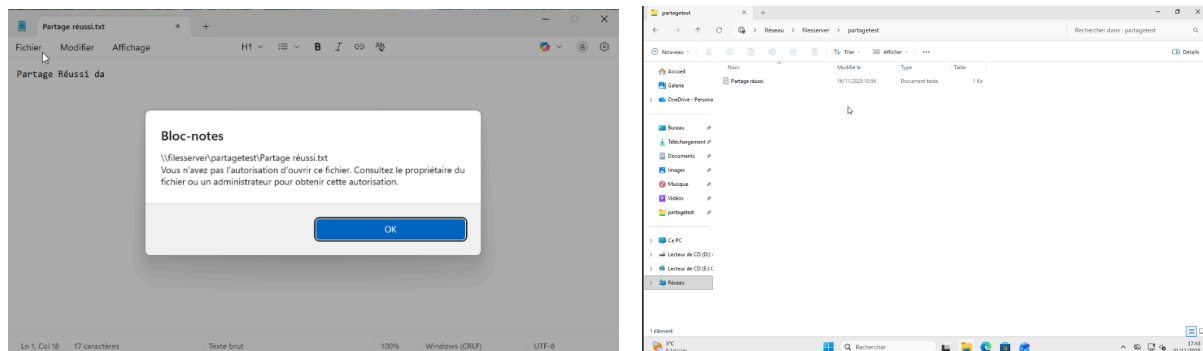 Partage réussi.txt
Fichier Modifier Affichage H1 B I
Partage Réussi da
Bloc-notes
\\filesserver\partagetest\Partage réussi.txt
Vous n'avez pas l'autorisation d'ouvrir ce fichier. Consultez le propriétaire du
fichier ou un administrateur pour obtenir cette autorisation.
OK
Ln 1, Col 18 17 caractères Texte brut 100% Windows (CRLF) UTF-8
partagetest
Réseau > filesserver > partagetest
Rechercher dans : partagetest
Nouveau Trier Afficher Détails
Nom Modifié le Type Taille
Partage réussi 16/11/2025 10:56 Document texte 1 Ko
Accueil
Galerie
OneDrive - Persona
Bureau
Téléchargement
Documents
Images
Musique
Vidéos
partagetest
Ce PC
Lecteur de CD (D:)
Lecteur de CD (E:) C
Réseau
1 élément
3°C
Rechercher
17:43